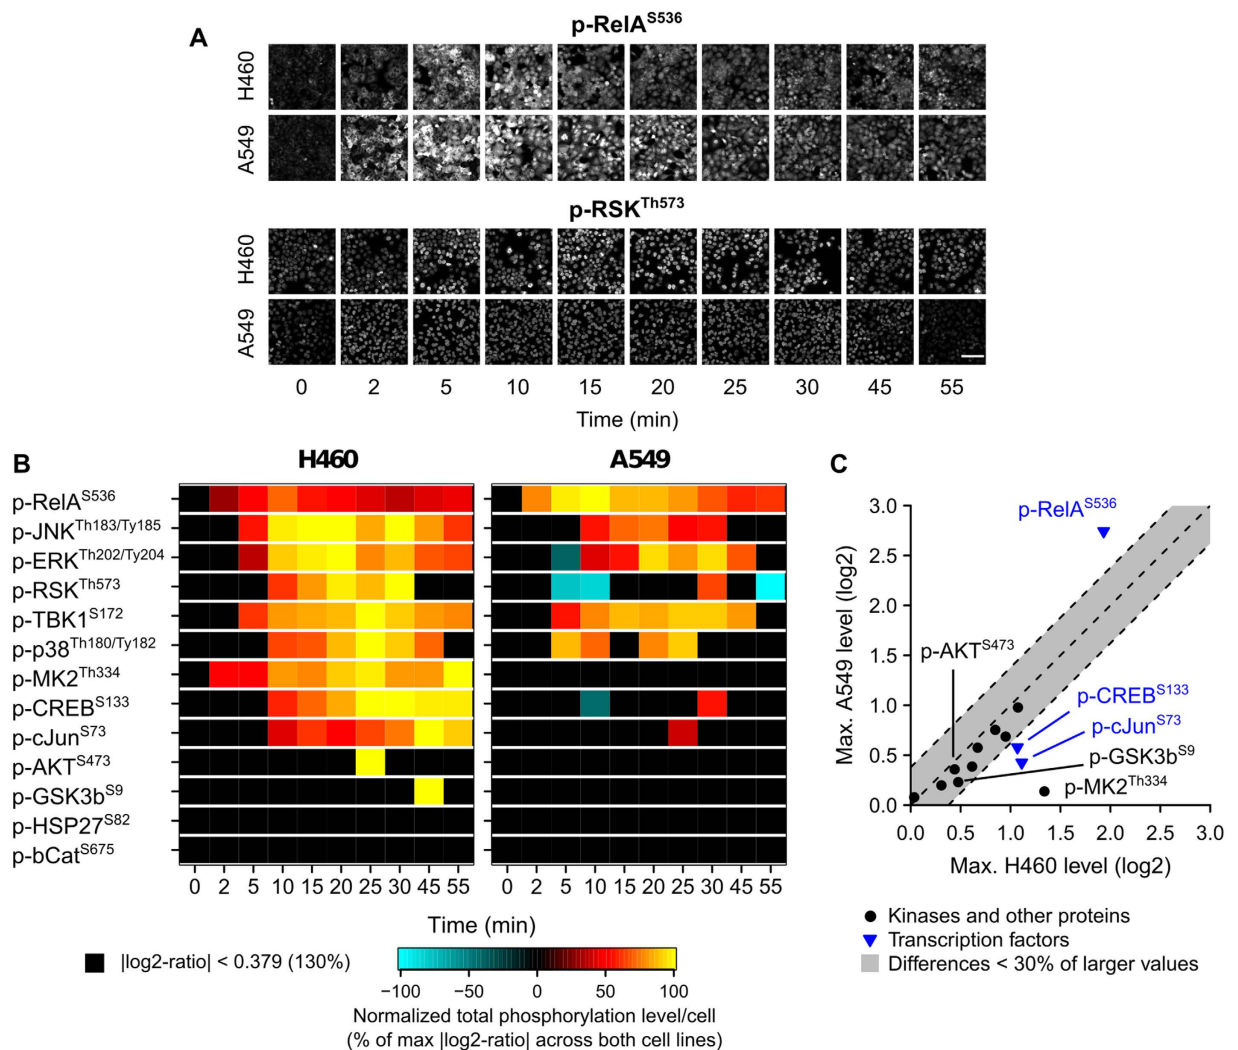 A
p-RelA^S536
H460
A549
p-RSK^Th573
H460
A549
0 2 5 10 15 20 25 30 45 55
Time (min)
B
H460 A549
p-RelA^S536
p-JNK^Th183/Ty185
p-ERK^Th202/Ty204
p-RSK^Th573
p-TBK1^S172
p-p38^Th180/Ty182
p-MK2^Th334
p-CREB^S133
p-cJun^S73
p-AKT^S473
p-GSK3b^S9
p-HSP27^S82
p-bCat^S675
0 2 5 10 15 20 25 30 45 55 0 2 5 10 15 20 25 30 45 55
Time (min)
|log2-ratio| < 0.379 (130%)
−100 −50 0 50 100
Normalized total phosphorylation level/cell
(% of max |log2-ratio| across both cell lines)
C
Max. A549 level (log2)
3.0
2.5
2.0
1.5
1.0
0.5
0.0
p-RelA^S536
p-AKT^S473
p-CREB^S133
p-cJun^S73
p-GSK3b^S9
p-MK2^Th334
0.0 0.5 1.0 1.5 2.0 2.5 3.0
Max. H460 level (log2)
Kinases and other proteins
Transcription factors
Differences < 30% of larger values